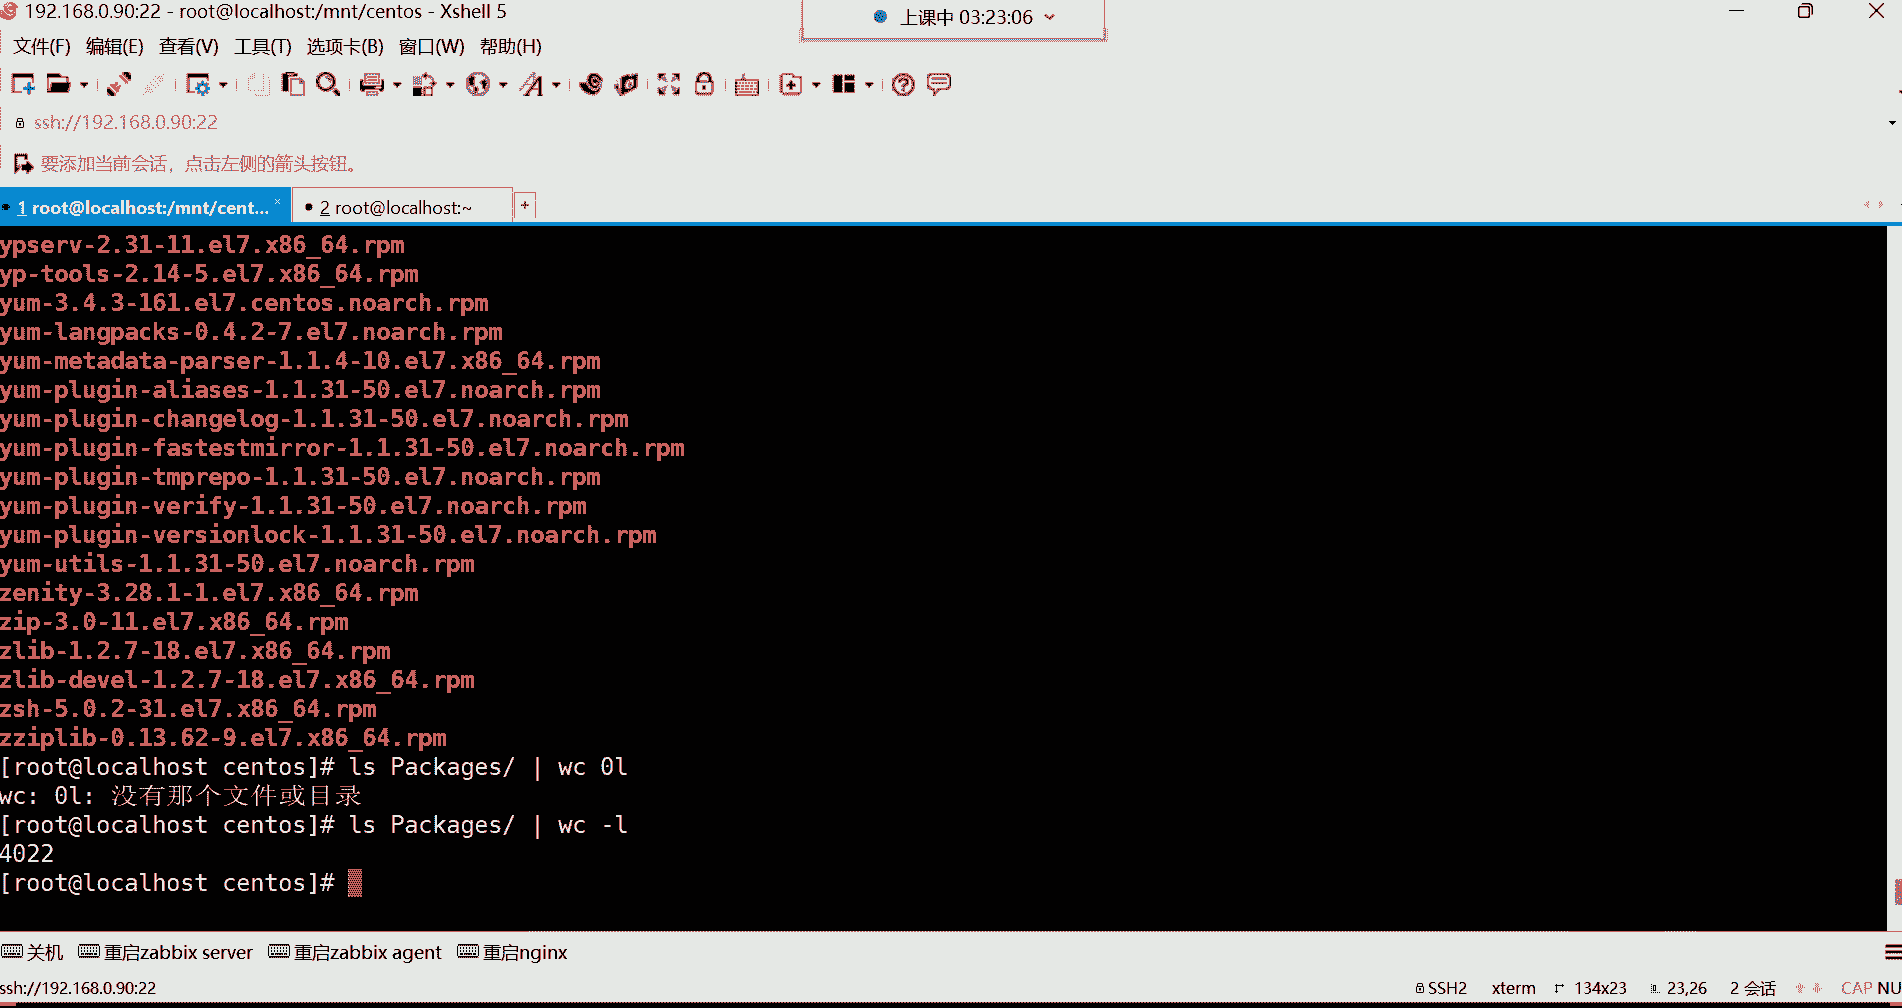 192.168.0.90:22 - root@localhost:/mnt/centos - Xshell 5
上课中 03:23:06
文件(F) 编辑(E) 查看(V) 工具(T) 选项卡(B) 窗口(W) 帮助(H)
ssh://192.168.0.90:22
要添加当前会话，点击左侧的箭头按钮。
1 root@localhost:/mnt/cent... 2 root@localhost:~
ypserv-2.31-11.el7.x86_64.rpm
yp-tools-2.14-5.el7.x86_64.rpm
yum-3.4.3-161.el7.centos.noarch.rpm
yum-langpacks-0.4.2-7.el7.noarch.rpm
yum-metadata-parser-1.1.4-10.el7.x86_64.rpm
yum-plugin-aliases-1.1.31-50.el7.noarch.rpm
yum-plugin-changelog-1.1.31-50.el7.noarch.rpm
yum-plugin-fastestmirror-1.1.31-50.el7.noarch.rpm
yum-plugin-tmprepo-1.1.31-50.el7.noarch.rpm
yum-plugin-verify-1.1.31-50.el7.noarch.rpm
yum-plugin-versionlock-1.1.31-50.el7.noarch.rpm
yum-utils-1.1.31-50.el7.noarch.rpm
zenity-3.28.1-1.el7.x86_64.rpm
zip-3.0-11.el7.x86_64.rpm
zlib-1.2.7-18.el7.x86_64.rpm
zlib-devel-1.2.7-18.el7.x86_64.rpm
zsh-5.0.2-31.el7.x86_64.rpm
zziplib-0.13.62-9.el7.x86_64.rpm
[root@localhost centos]# ls Packages/ | wc 0l
wc: 0l: 没有那个文件或目录
[root@localhost centos]# ls Packages/ | wc -l
4022
[root@localhost centos]#
关机 重启zabbix server 重启zabbix agent 重启nginx
ssh://192.168.0.90:22 SSH2 xterm 134x23 23,26 2 会话 CAP NU